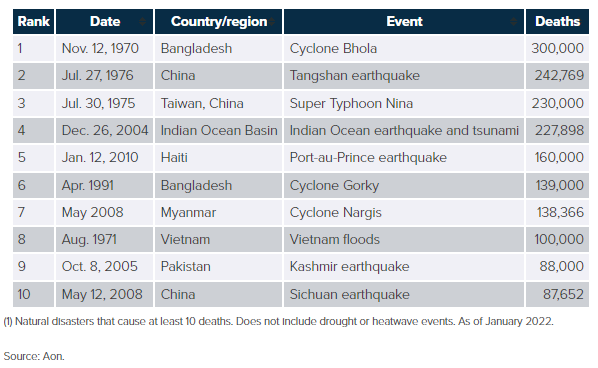 Rank Date Country/region Event Deaths
1 Nov. 12, 1970 Bangladesh Cyclone Bhola 300,000
2 Jul. 27, 1976 China Tangshan earthquake 242,769
3 Jul. 30, 1975 Taiwan, China Super Typhoon Nina 230,000
4 Dec. 26, 2004 Indian Ocean Basin Indian Ocean earthquake and tsunami 227,898
5 Jan. 12, 2010 Haiti Port-au-Prince earthquake 160,000
6 Apr. 1991 Bangladesh Cyclone Gorky 139,000
7 May 2008 Myanmar Cyclone Nargis 138,366
8 Aug. 1971 Vietnam Vietnam floods 100,000
9 Oct. 8, 2005 Pakistan Kashmir earthquake 88,000
10 May 12, 2008 China Sichuan earthquake 87,652
(1) Natural disasters that cause at least 10 deaths. Does not include drought or heatwave events. As of January 2022.
Source: Aon.